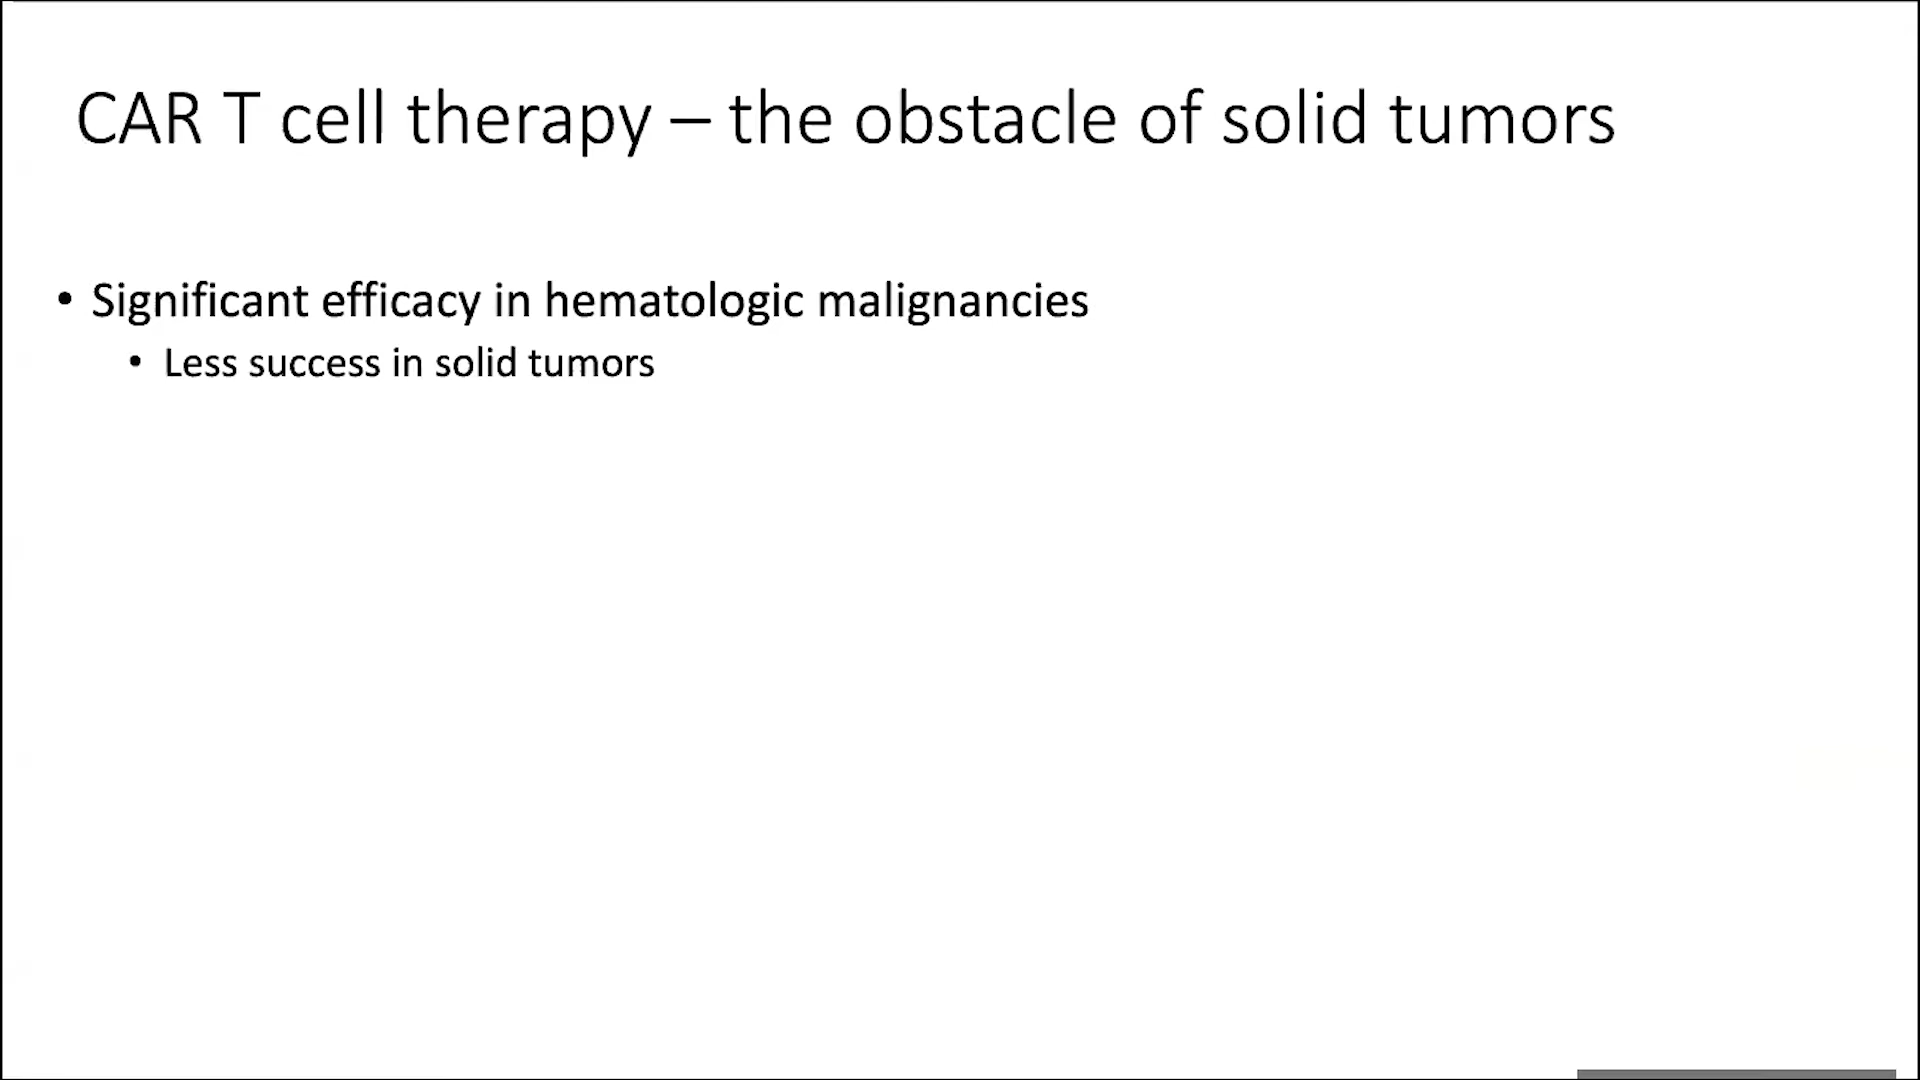 CAR T cell therapy – the obstacle of solid tumors
• Significant efficacy in hematologic malignancies
• Less success in solid tumors